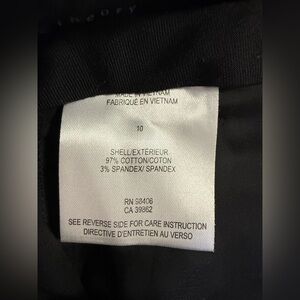 theory
MADE IN VIETNAM
FABRIQUÉ EN VIETNAM
10
SHELL/EXTÉRIEUR
97% COTTON/COTON
3% SPANDEX/ SPANDEX
RN 98406
CA 39862
SEE REVERSE SIDE FOR CARE INSTRUCTION
DIRECTIVE D'ENTRETIEN AU VERSO